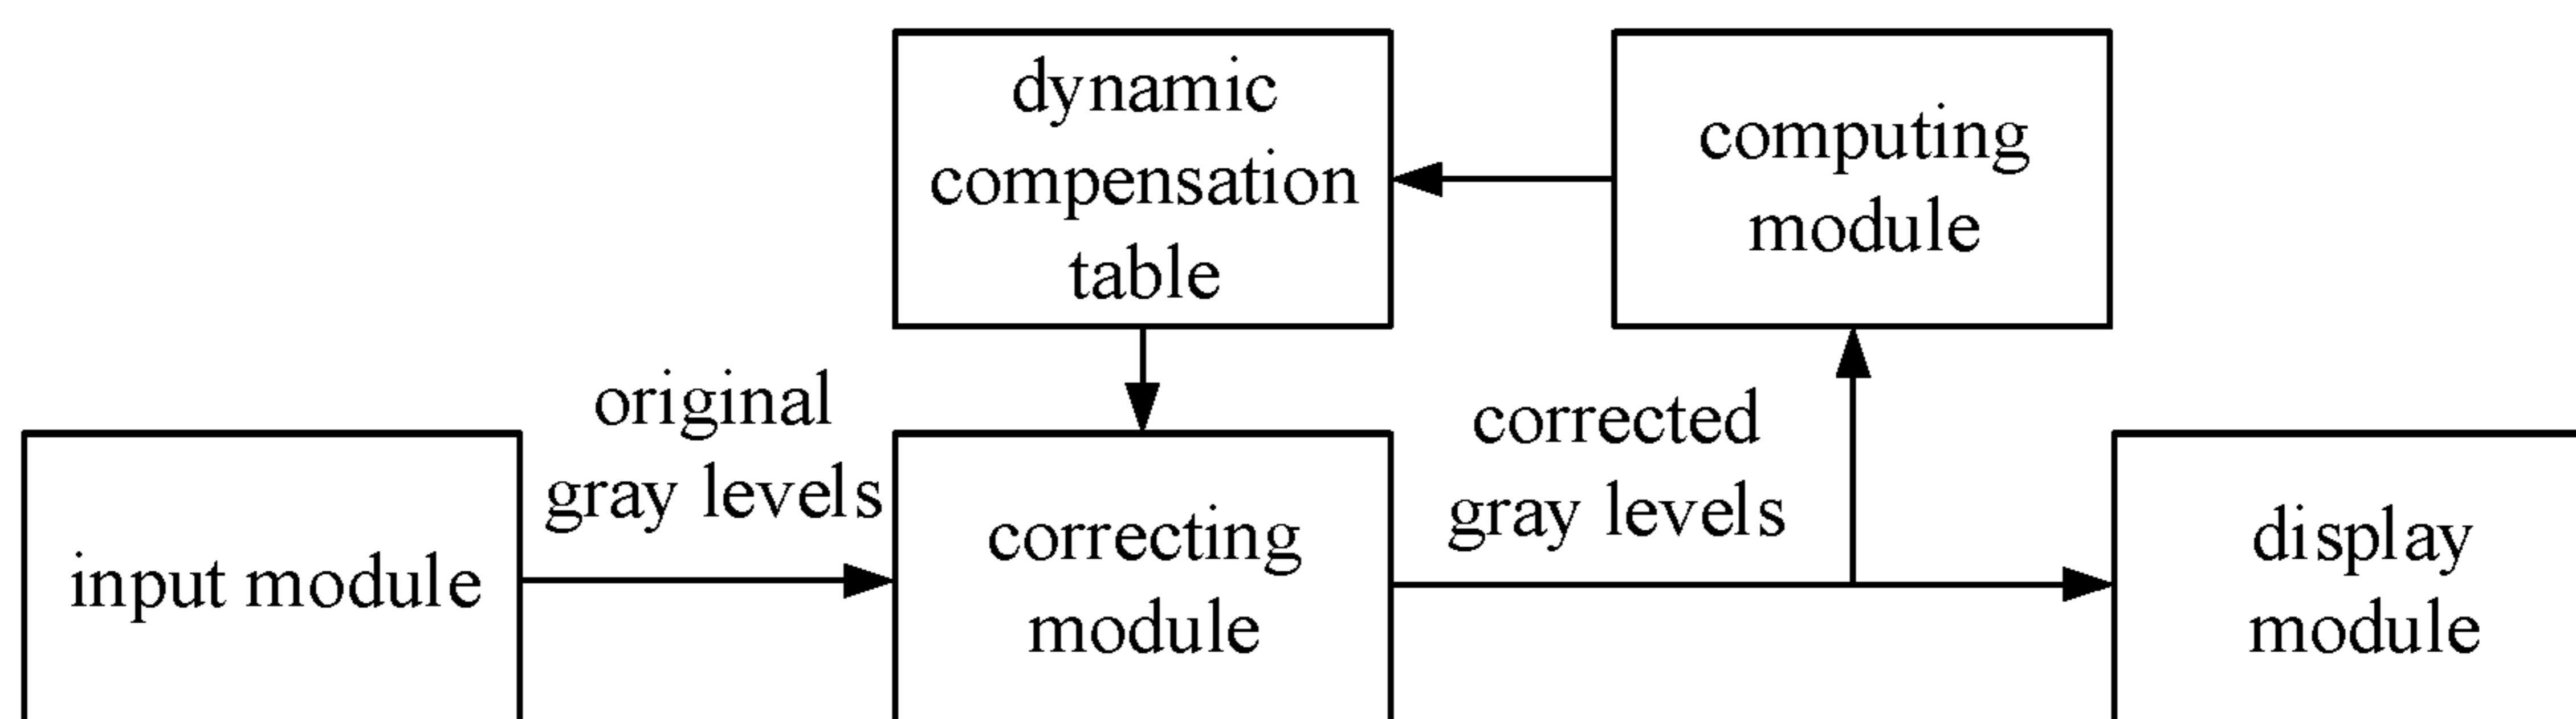 dynamic
compensation
table
computing
module
original
gray levels
corrected
gray levels
input module
correcting
module
display
module